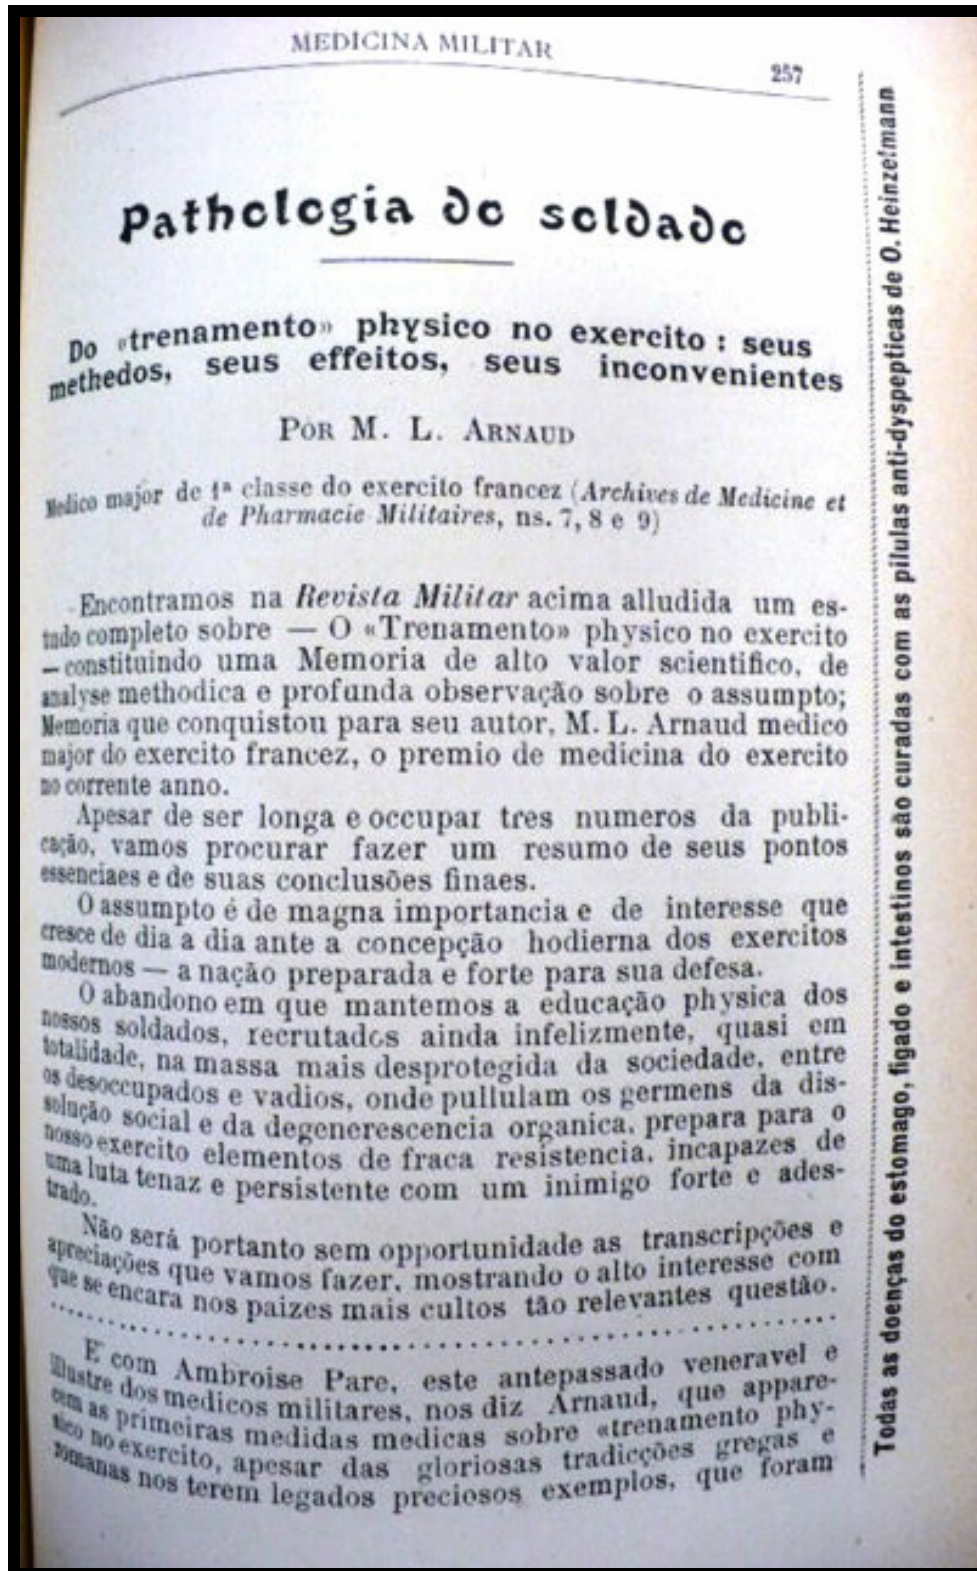 MEDICINA MILITAR
257
Pathologia do soldado
Do «trenamento» physico no exercito : seus
methedos, seus effeitos, seus inconvenientes
POR M. L. ARNAUD
Medico major de 1ª classe do exercito francez (Archives de Medicine et
de Pharmacie Militaires, ns. 7, 8 e 9)
Encontramos na Revista Militar acima alludida um es-
tudo completo sobre — O «Trenamento» physico no exercito
— constituindo uma Memoria de alto valor scientifico, de
analyse methodica e profunda observação sobre o assumpto;
Memoria que conquistou para seu autor, M. L. Arnaud medico
major do exercito francez, o premio de medicina do exercito
no corrente anno.
Apesar de ser longa e occupar tres numeros da publi-
cação, vamos procurar fazer um resumo de seus pontos
essenciaes e de suas conclusões finaes.
O assumpto é de magna importancia e de interesse que
cresce de dia a dia ante a concepção hodierna dos exercitos
modernos — a nação preparada e forte para sua defesa.
O abandono em que mantemos a educação physica dos
nossos soldados, recrutados ainda infelizmente, quasi em
totalidade, na massa mais desprotegida da sociedade, entre
os desoccupados e vadios, onde pullulam os germens da dis-
solução social e da degenerescencia organica, prepara para o
nosso exercito elementos de fraca resistencia, incapazes de
uma luta tenaz e persistente com um inimigo forte e ades-
trado.
Não será portanto sem opportunidade as transcripções e
apreciações que vamos fazer, mostrando o alto interesse com
que se encara nos paizes mais cultos tão relevantes questão.
E' com Ambroise Pare, este antepassado veneravel e
illustre dos medicos militares, nos diz Arnaud, que appare-
cem as primeiras medidas medicas sobre «trenamento phy-
sico no exercito, apesar das gloriosas tradicções gregas e
romanas nos terem legados preciosos exemplos, que foram
Todas as doenças do estomago, figado e intestinos são curadas com as pilulas anti-dyspepticas de O. Heinzelmann